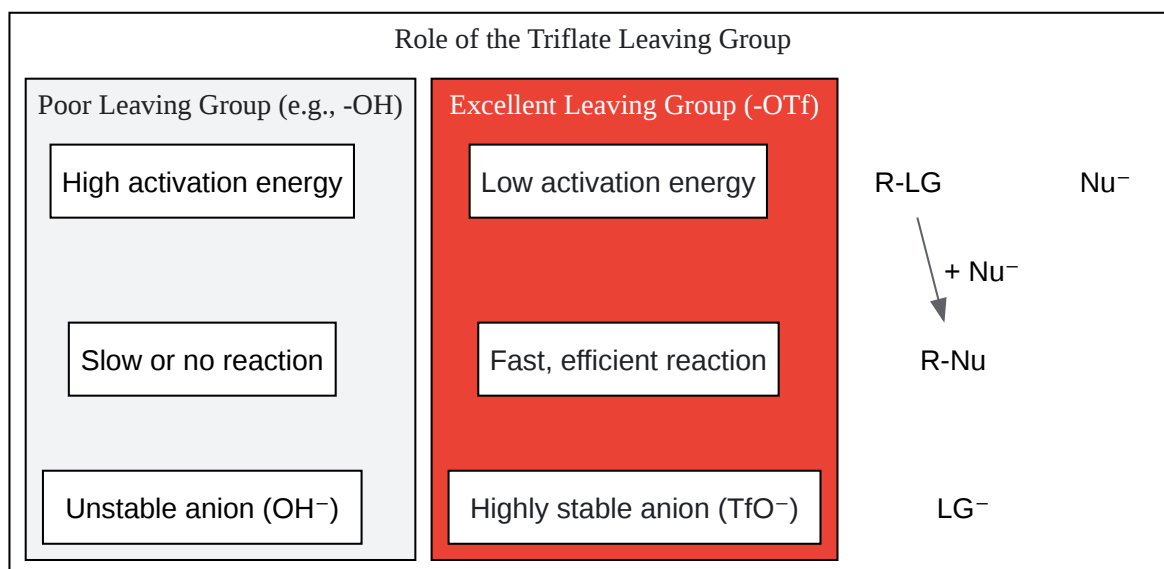 Role of the Triflate Leaving Group
Poor Leaving Group (e.g., -OH)
High activation energy
Slow or no reaction
Unstable anion (OH⁻)
Excellent Leaving Group (-OTf)
Low activation energy
Fast, efficient reaction
Highly stable anion (TfO⁻)
R-LG
Nu⁻
+ Nu⁻
R-Nu
LG⁻